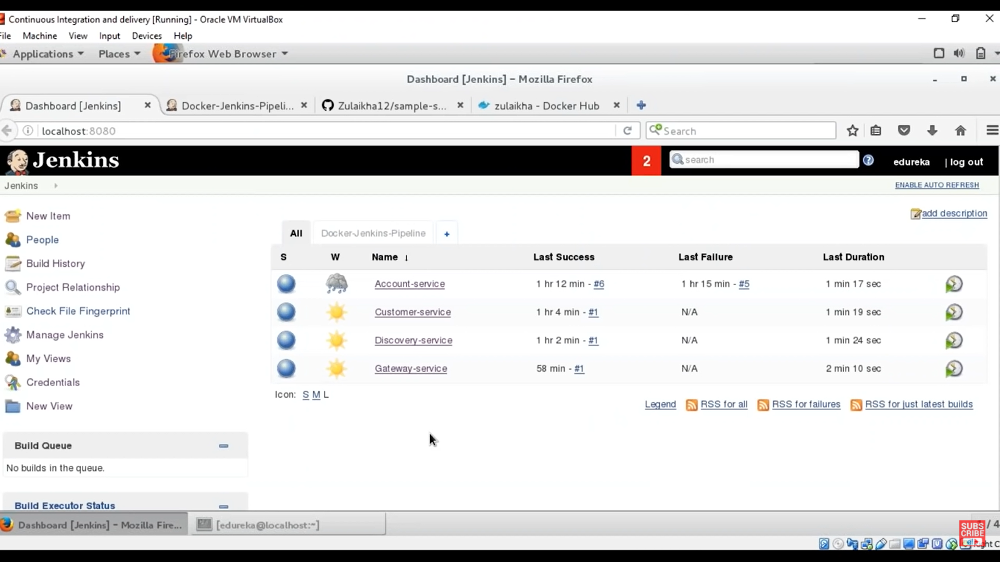 Continuous Integration and delivery [Running] - Oracle VM VirtualBox
File Machine View Input Devices Help
Applications Places Firefox Web Browser
Dashboard [Jenkins] – Mozilla Firefox
Dashboard [Jenkins] Docker-Jenkins-Pipeli... Zulaikha12/sample-s... zulaikha - Docker Hub
localhost:8080 Search
Jenkins 2 search edureka | log out
Jenkins ENABLE AUTO REFRESH
add description
New Item
People
Build History
Project Relationship
Check File Fingerprint
Manage Jenkins
My Views
Credentials
New View
All Docker-Jenkins-Pipeline +
S W Name ↓ Last Success Last Failure Last Duration
Account-service 1 hr 12 min - #6 1 hr 15 min - #5 1 min 17 sec
Customer-service 1 hr 4 min - #1 N/A 1 min 19 sec
Discovery-service 1 hr 2 min - #1 N/A 1 min 24 sec
Gateway-service 58 min - #1 N/A 2 min 10 sec
Icon: S M L
Legend RSS for all RSS for failures RSS for just latest builds
Build Queue
No builds in the queue.
Build Executor Status
Dashboard [Jenkins] – Mozilla Fire... [edureka@localhost:~] / 4
SUBS
CRIBE